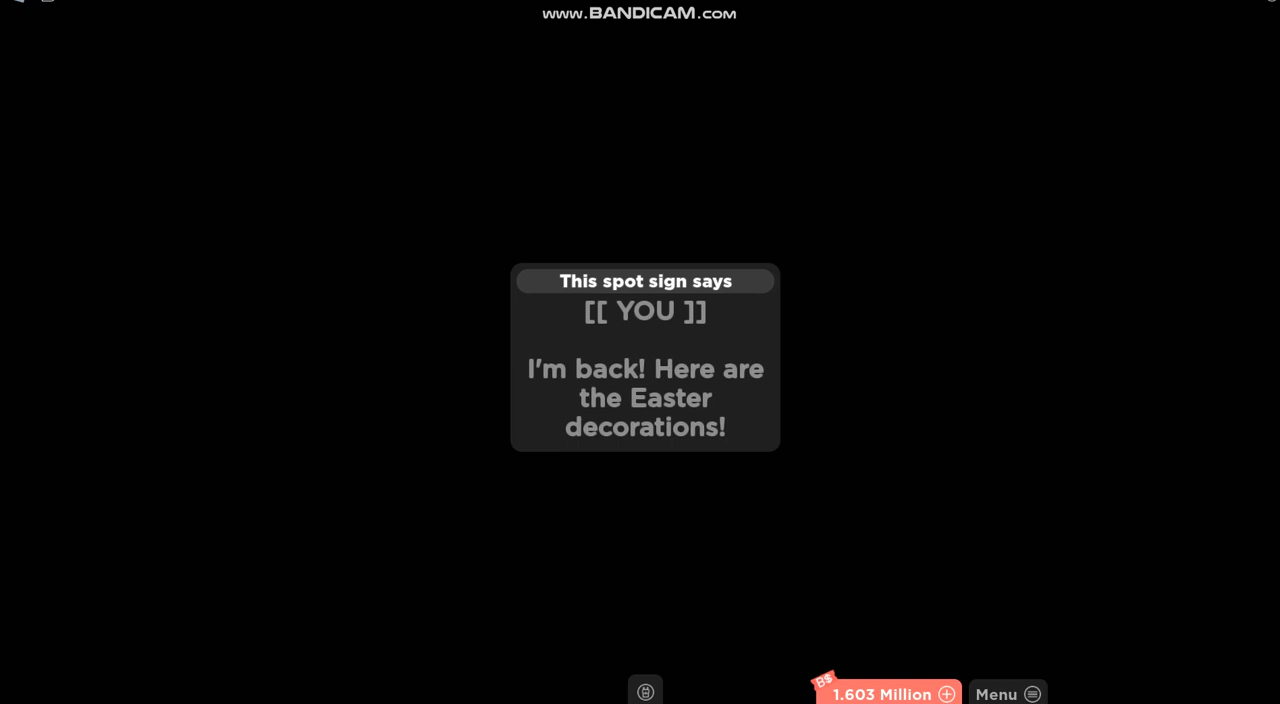 www.BANDICAM.com
This spot sign says
[[ YOU ]]
I'm back! Here are
the Easter
decorations!
B$
1.603 Million
Menu